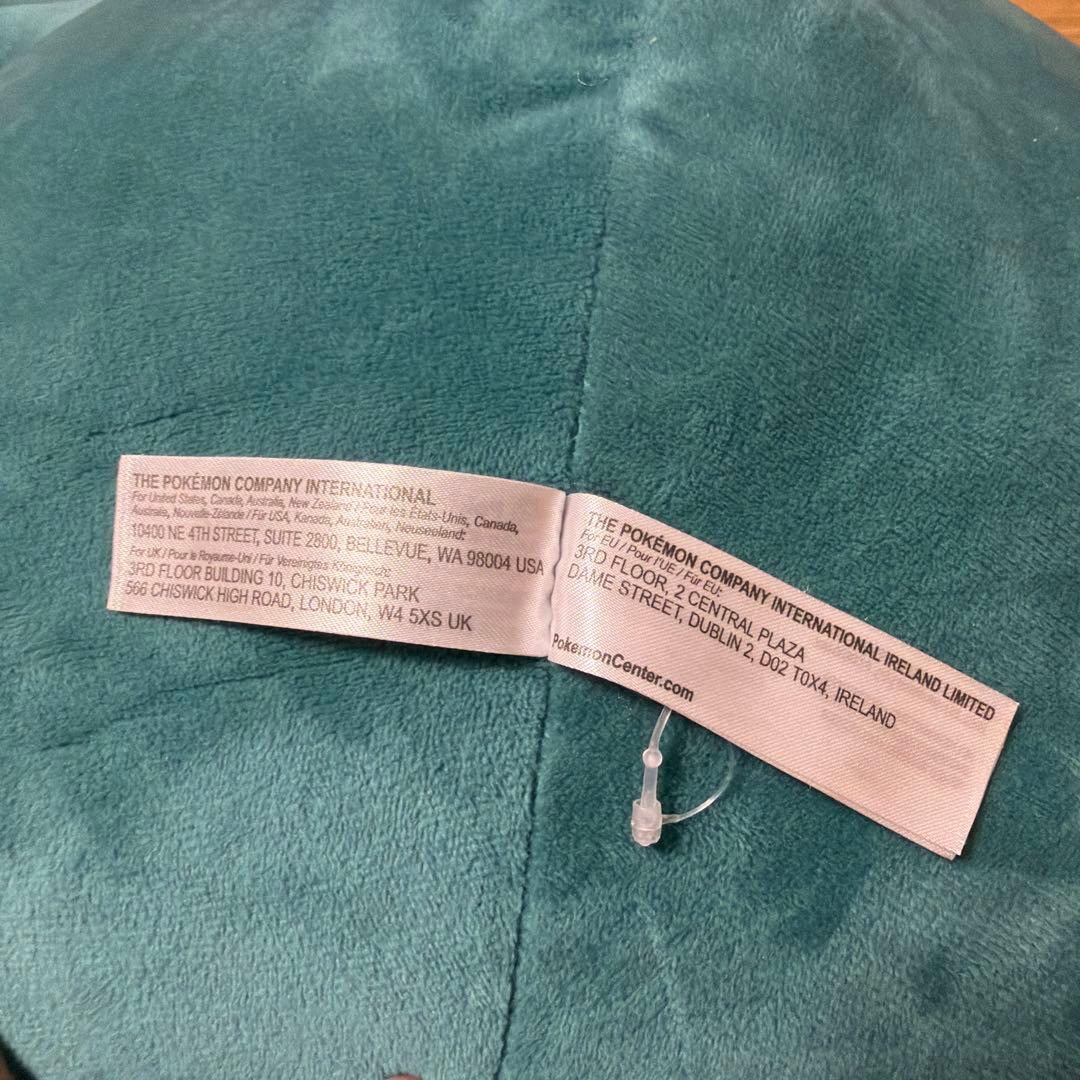 THE POKÉMON COMPANY INTERNATIONAL
For United States, Canada, Australia, New Zealand / Pour les États-Unis, Canada,
Australie, Nouvelle-Zélande / Für USA, Kanada, Australien, Neuseeland:
10400 NE 4TH STREET, SUITE 2800, BELLEVUE, WA 98004 USA
For UK / Pour le Royaume-Uni / Für Vereinigtes Königreich:
3RD FLOOR BUILDING 10, CHISWICK PARK
566 CHISWICK HIGH ROAD, LONDON, W4 5XS UK
THE POKÉMON COMPANY INTERNATIONAL IRELAND LIMITED
For EU / Pour l'UE / Für EU:
3RD FLOOR, 2 CENTRAL PLAZA
DAME STREET, DUBLIN 2, D02 T0X4, IRELAND
PokemonCenter.com